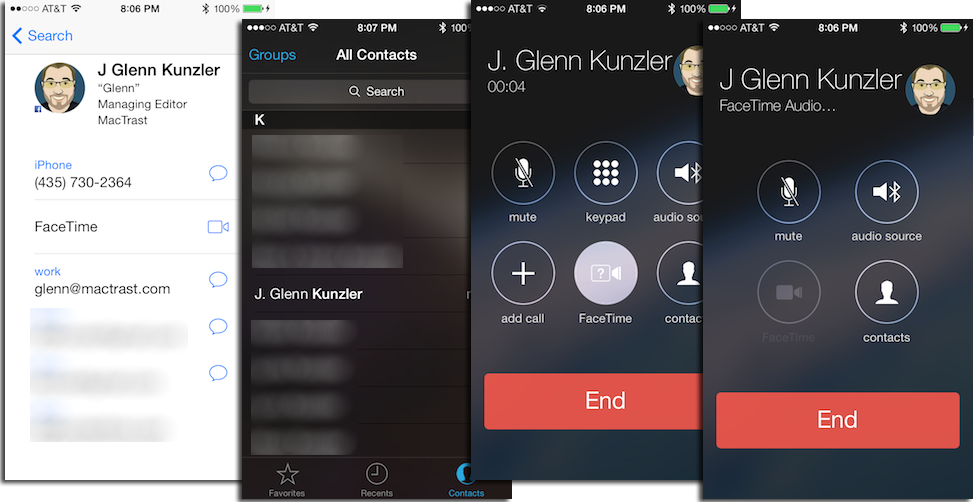 AT&T 8:06 PM 100%
Search
J Glenn Kunzler
“Glenn”
Managing Editor
MacTrast
iPhone
(435) 730-2364
FaceTime
work
glenn@mactrast.com
AT&T 8:07 PM 100%
Groups All Contacts
Search
K
J. Glenn Kunzler
Favorites Recents Contacts
AT&T 8:06 PM 100%
J. Glenn Kunzler
00:04
mute keypad audio sou
add call FaceTime contac
End
AT&T 8:06 PM 100%
J Glenn Kunzler
FaceTime Audio…
mute audio source
FaceTime contacts
End